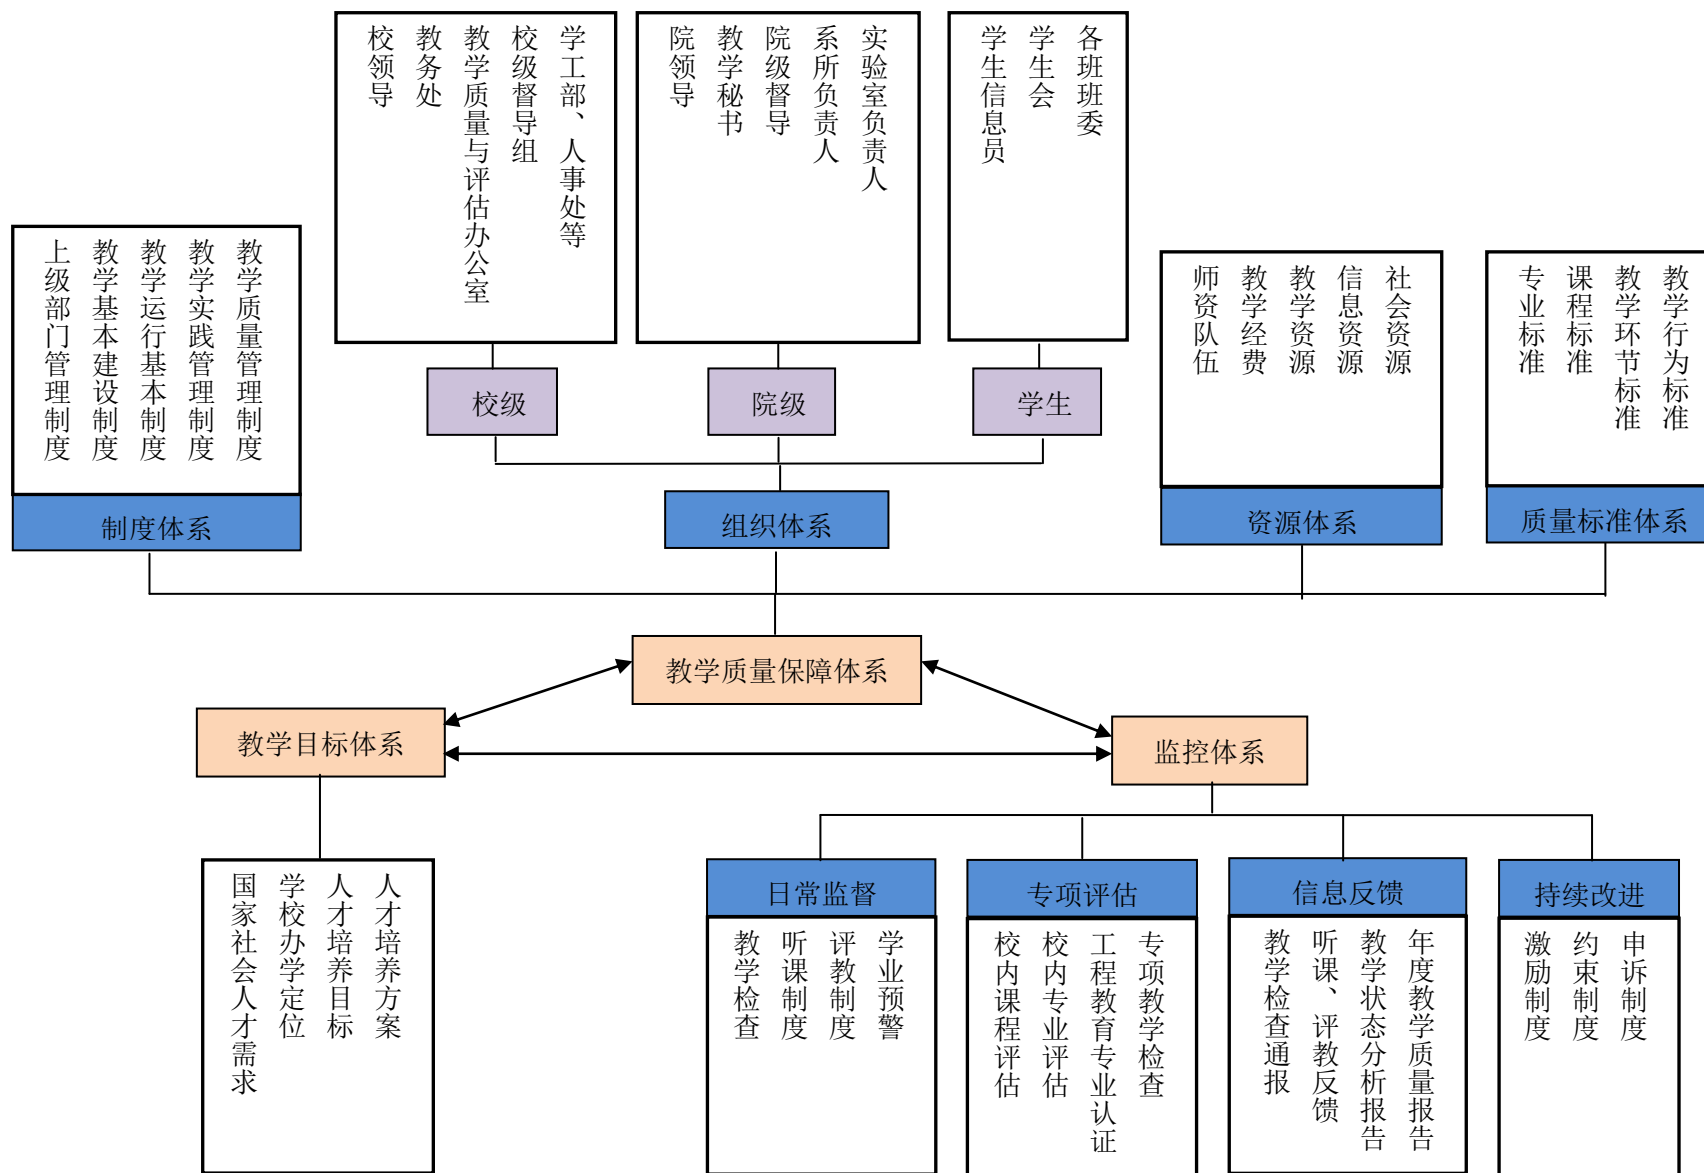 校领导
教务处
教学质量与评估办公室
校级督导组
学工部、人事处等
院领导
教学秘书
院级督导
系所负责人
实验室负责人
学生信息员
学生会
各班班委
上级部门管理制度
教学基本建设制度
教学运行基本制度
教学实践管理制度
教学质量管理制度
师资队伍
教学经费
教学资源
信息资源
社会资源
专业标准
课程标准
教学环节标准
教学行为标准
校级
院级
学生
制度体系
组织体系
资源体系
质量标准体系
教学质量保障体系
教学目标体系
监控体系
国家社会人才需求
学校办学定位
人才培养目标
人才培养方案
日常监督
教学检查
听课制度
评教制度
学业预警
专项评估
校内课程评估
校内专业评估
工程教育专业认证
专项教学检查
信息反馈
教学检查通报
听课、评教反馈
教学状态分析报告
年度教学质量报告
持续改进
激励制度
约束制度
申诉制度